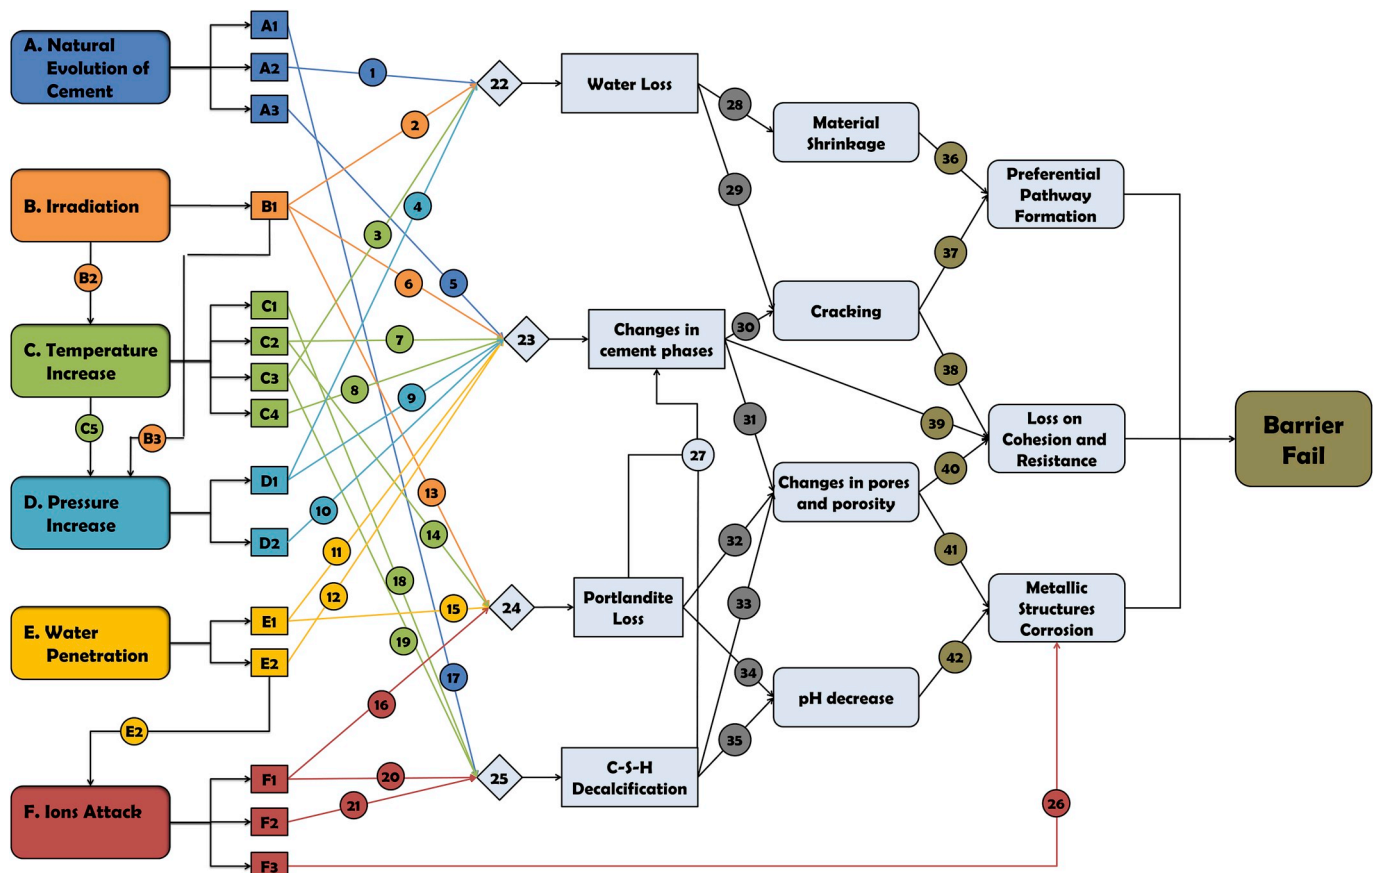 A. Natural
Evolution of
Cement
A1
A2
A3
1
22
Water Loss
28
Material
Shrinkage
36
Preferential
Pathway
Formation
B. Irradiation
B1
B2
B3
2
3
4
5
6
29
37
C. Temperature
Increase
C1
C2
C3
C4
C5
7
8
9
23
Changes in
cement phases
30
Cracking
38
31
39
Loss on
Cohesion and
Resistance
Barrier
Fail
D. Pressure
Increase
D1
D2
10
13
14
27
Changes in pores
and porosity
40
41
32
33
E. Water
Penetration
E1
E2
E2
11
12
15
18
19
17
24
Portlandite
Loss
34
35
pH decrease
42
Metallic
Structures
Corrosion
F. Ions Attack
F1
F2
F3
16
20
21
25
C-S-H
Decalcification
26